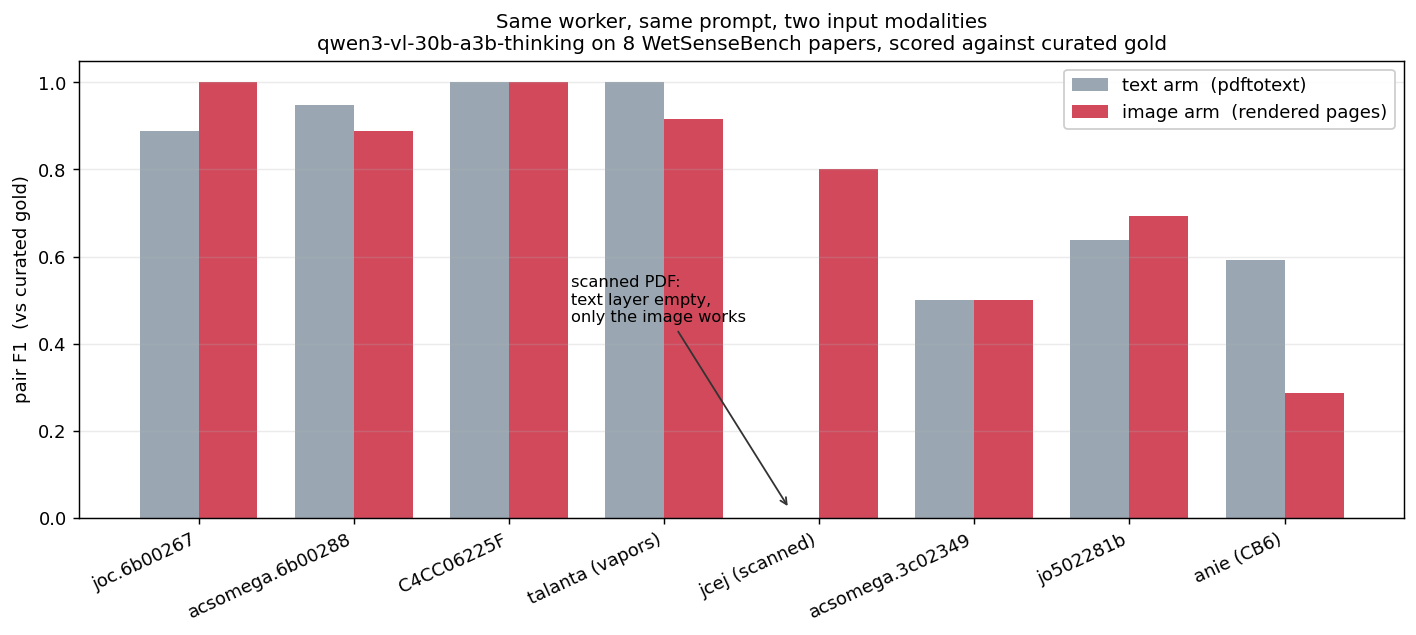 Same worker, same prompt, two input modalities
qwen3-vl-30b-a3b-thinking on 8 WetSenseBench papers, scored against curated gold
pair F1 (vs curated gold)
1.0
0.8
0.6
0.4
0.2
0.0
text arm (pdftotext)
image arm (rendered pages)
scanned PDF:
text layer empty,
only the image works
joc.6b00267
acsomega.6b00288
C4CC06225F
talanta (vapors)
jcej (scanned)
acsomega.3c02349
jo502281b
anie (CB6)